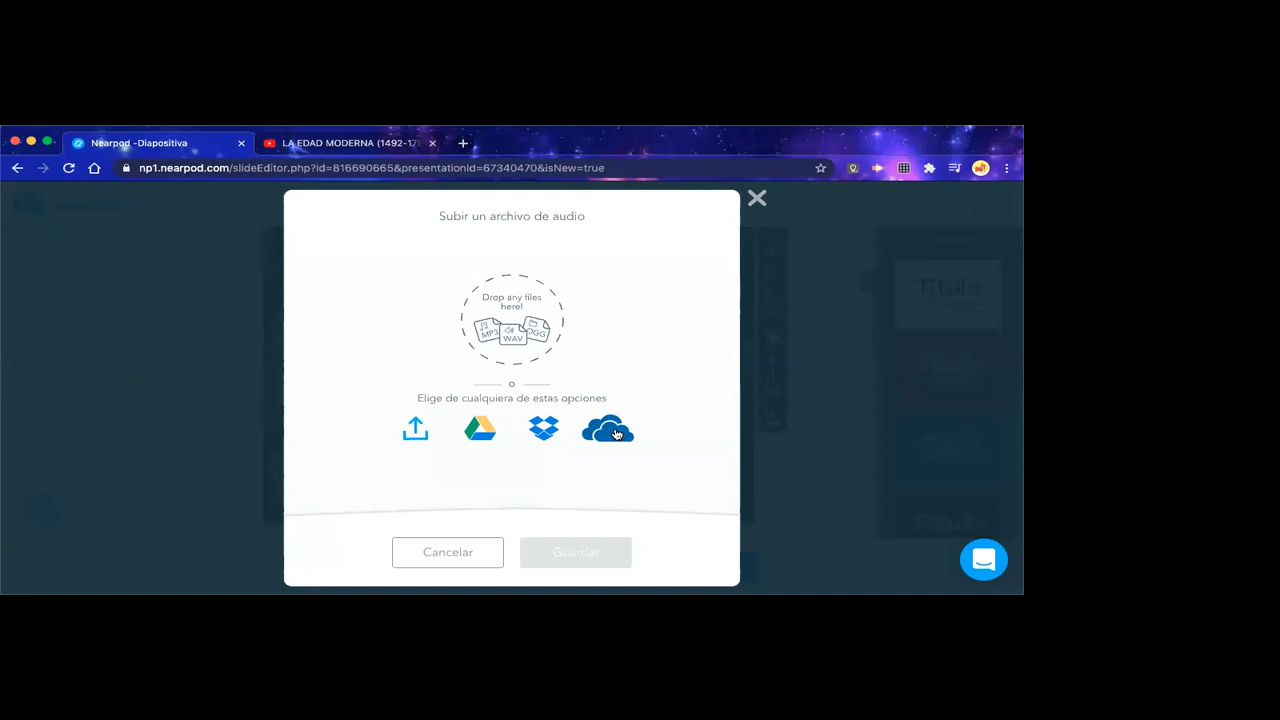 Nearpod -Diapositiva
LA EDAD MODERNA (1492-17
np1.nearpod.com/slideEditor.php?id=816690665&presentationId=67340470&isNew=true
Subir un archivo de audio
Drop any files
here!
MP3 WAV OGG
o
Elige de cualquiera de estas opciones
Cancelar Guardar
Título
Título